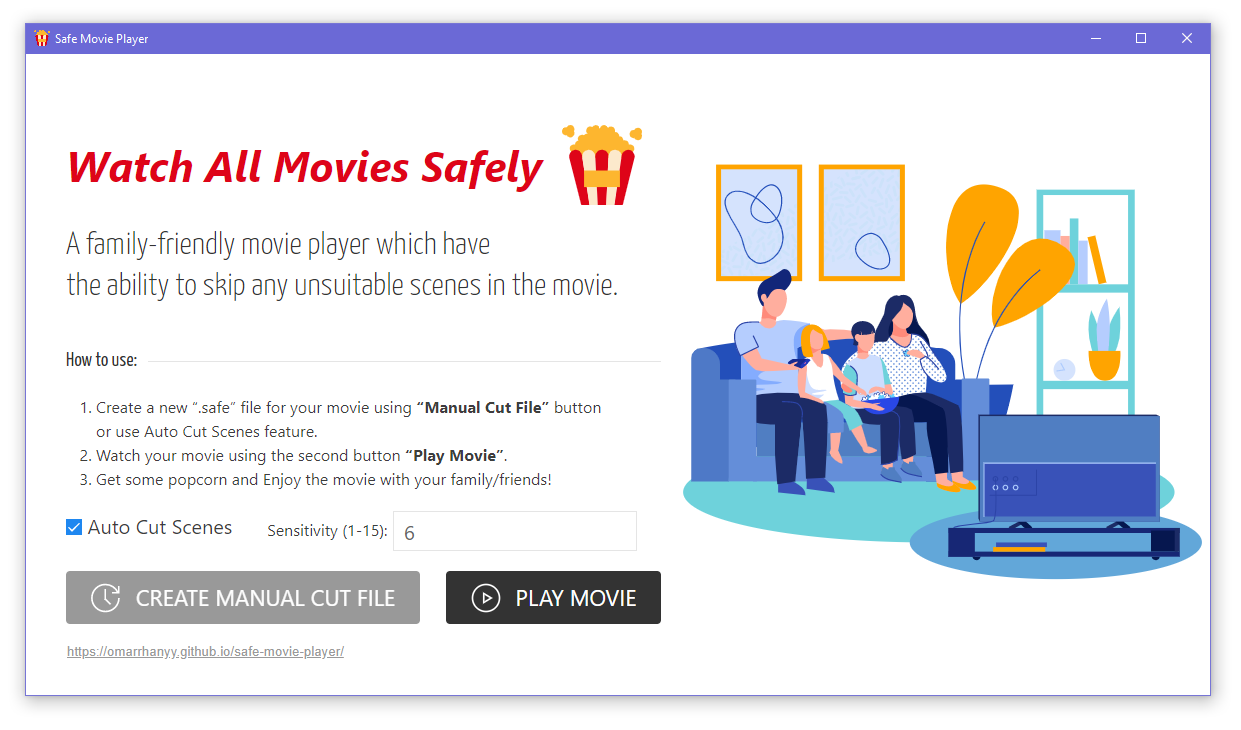 Safe Movie Player
Watch All Movies Safely
A family-friendly movie player which have
the ability to skip any unsuitable scenes in the movie.
How to use:
1. Create a new “.safe” file for your movie using “Manual Cut File” button
or use Auto Cut Scenes feature.
2. Watch your movie using the second button “Play Movie”.
3. Get some popcorn and Enjoy the movie with your family/friends!
Auto Cut Scenes Sensitivity (1-15): 6
CREATE MANUAL CUT FILE PLAY MOVIE
https://omarrhanyy.github.io/safe-movie-player/